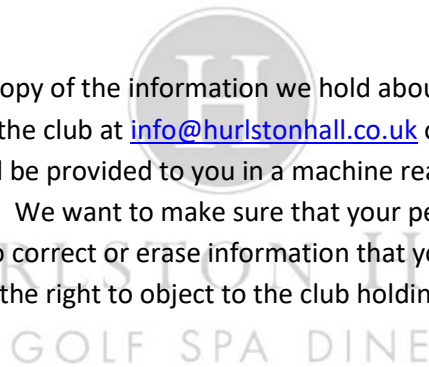 H
opy of the information we hold abou
the club at info@hurlstonhall.co.uk
l be provided to you in a machine rea
We want to make sure that your pe
correct or erase information that yo
the right to object to the club holdin
RLSTON H
GOLF SPA DINE